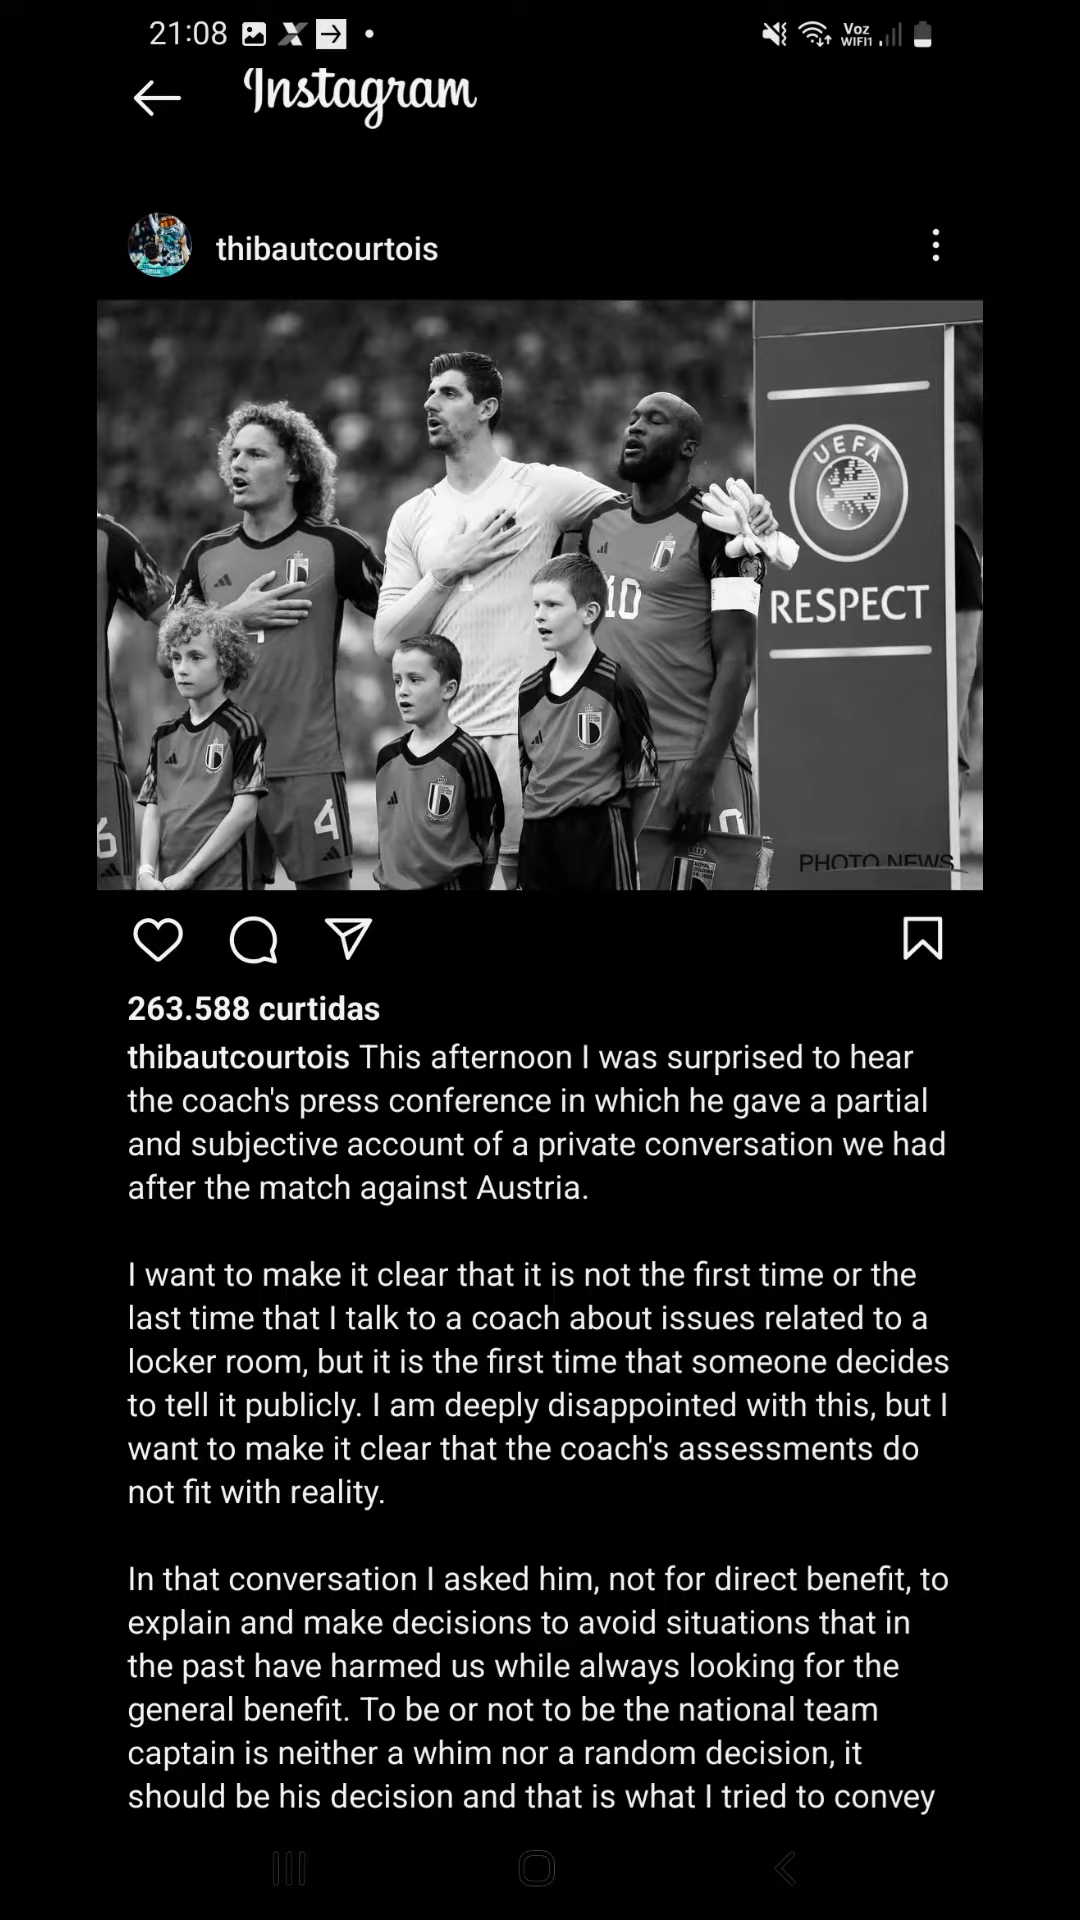 21:08
Voz
WIFI1
Instagram
thibautcourtois
UEFA
RESPECT
10
4
6
0
PHOTO NEWS
263.588 curtidas
thibautcourtois This afternoon I was surprised to hear
the coach's press conference in which he gave a partial
and subjective account of a private conversation we had
after the match against Austria.
I want to make it clear that it is not the first time or the
last time that I talk to a coach about issues related to a
locker room, but it is the first time that someone decides
to tell it publicly. I am deeply disappointed with this, but I
want to make it clear that the coach's assessments do
not fit with reality.
In that conversation I asked him, not for direct benefit, to
explain and make decisions to avoid situations that in
the past have harmed us while always looking for the
general benefit. To be or not to be the national team
captain is neither a whim nor a random decision, it
should be his decision and that is what I tried to convey